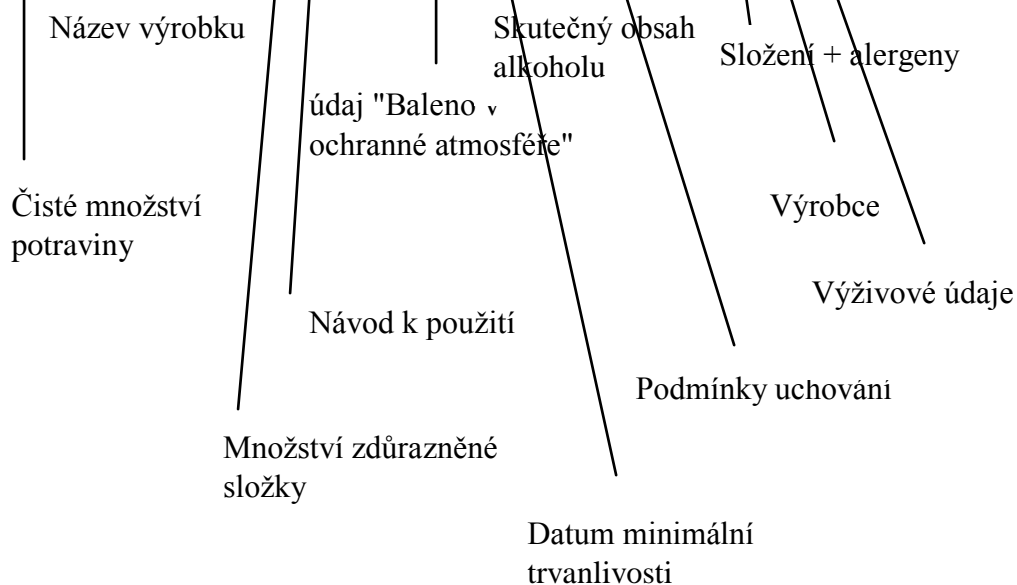 Název výrobku
Skutečný obsah
alkoholu
Složení + alergeny
údaj "Baleno v
ochranné atmosféře"
Čisté množství
potraviny
Výrobce
Výživové údaje
Návod k použití
Podmínky uchování
Množství zdůrazněné
složky
Datum minimální
trvanlivosti